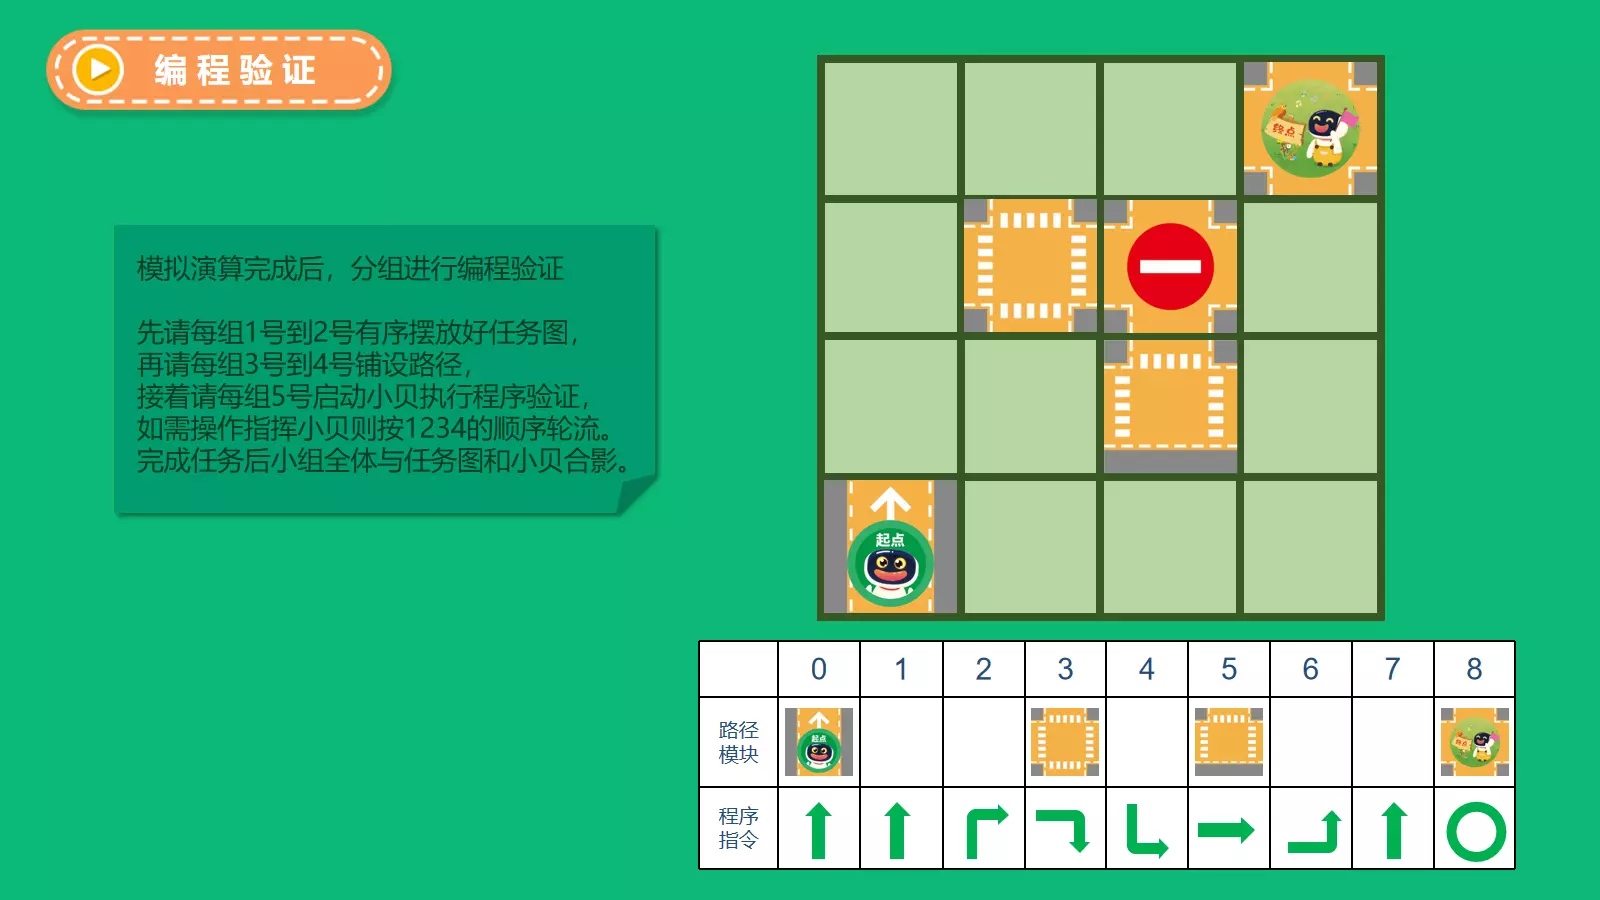 编程验证
模拟演算完成后，分组进行编程验证
先请每组1号到2号有序摆放好任务图，
再请每组3号到4号铺设路径，
接着请每组5号启动小贝执行程序验证，
如需操作指挥小贝则按1234的顺序轮流。
完成任务后小组全体与任务图和小贝合影。
终点
起点
0 1 2 3 4 5 6 7 8
路径
模块
起点
终点
程序
指令